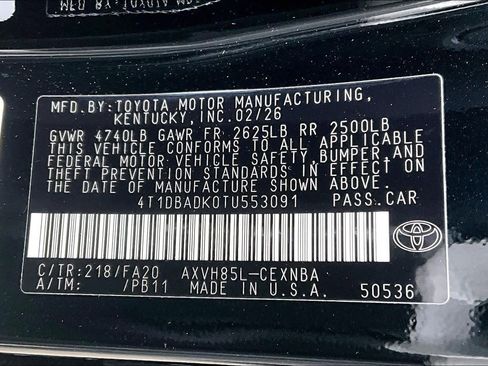 MFD.BY:TOYOTA MOTOR MANUFACTURING,
KENTUCKY,INC.02/26
GVWR 4740LB GAWR FR 2625LB RR 2500LB
THIS VEHICLE CONFORMS TO ALL APPLICABLE
FEDERAL MOTOR VEHICLE SAFETY,BUMPER,AND
THEFT PREVENTION STANDARDS IN EFFECT ON
THE DATE OF MANUFACTURE SHOWN ABOVE.
4T1DBADK0TU553091 PASS.CAR
C/TR:218/FA20 AXVH85L-CEXNBA
A/TM: /PB11 MADE IN U.S.A. 50536